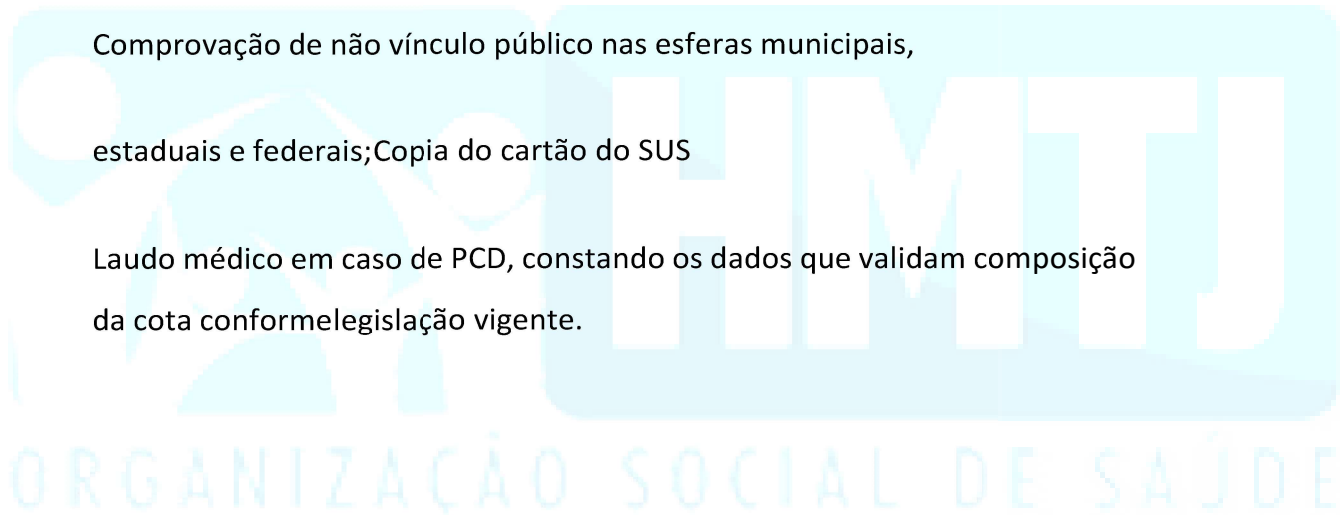 Comprovação de não vínculo público nas esferas municipais,
estaduais e federais;Copia do cartão do SUS
Laudo médico em caso de PCD, constando os dados que validam composição
da cota conformelegislação vigente.
HMTJ
ORGANIZAÇÃO SOCIAL DE SAÚDE